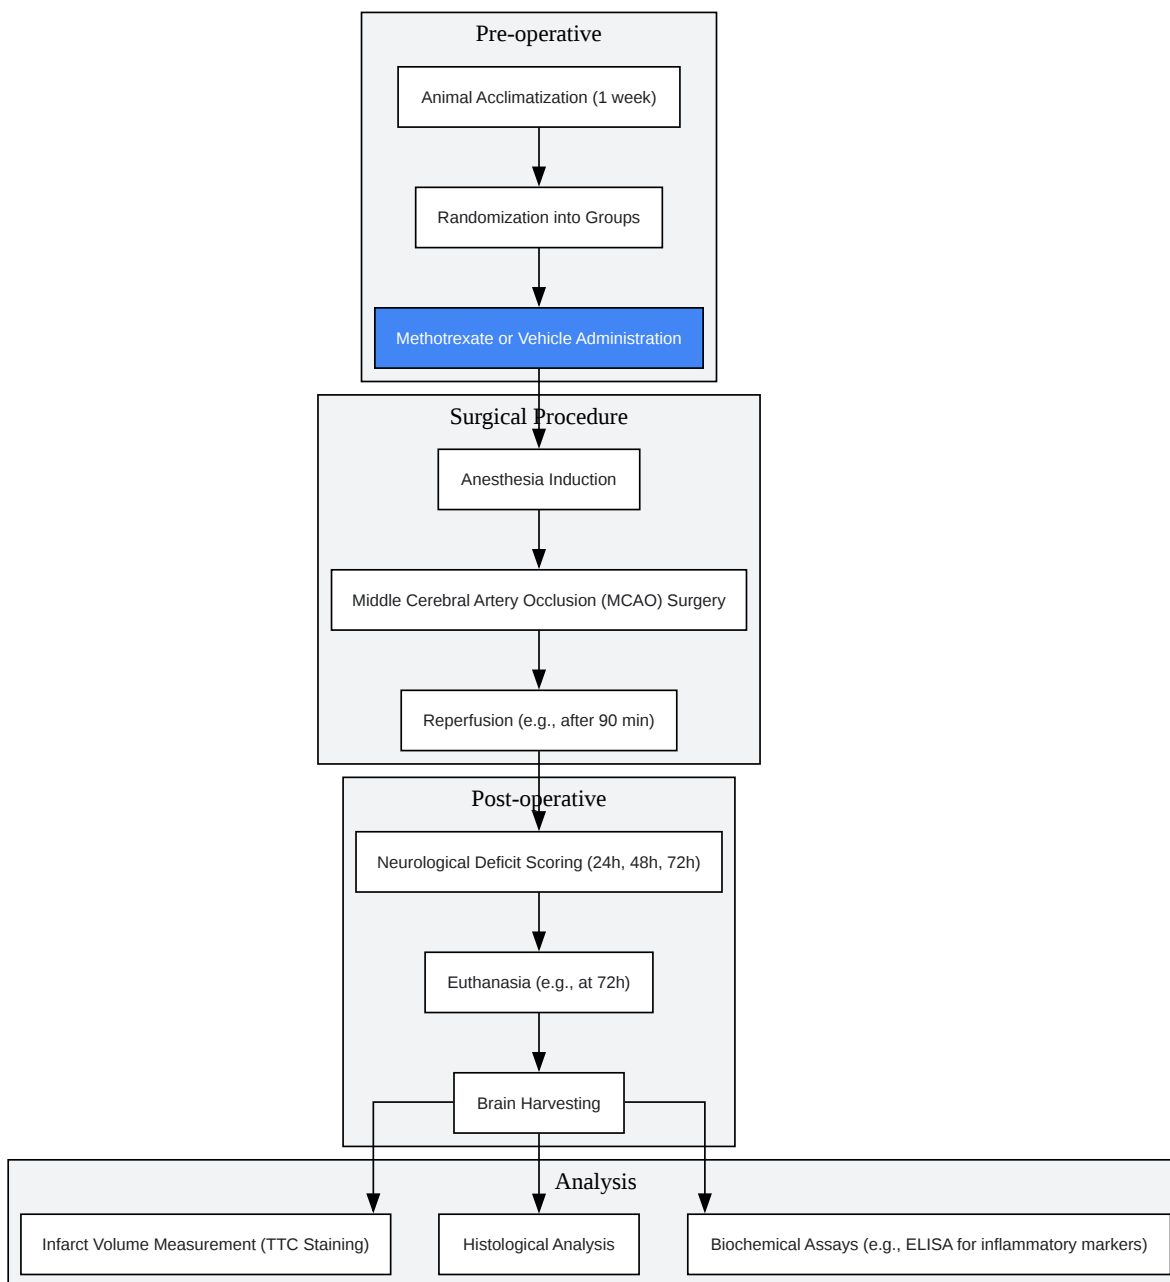 Pre-operative
Animal Acclimatization (1 week)
Randomization into Groups
Methotrexate or Vehicle Administration
Surgical Procedure
Anesthesia Induction
Middle Cerebral Artery Occlusion (MCAO) Surgery
Reperfusion (e.g., after 90 min)
Post-operative
Neurological Deficit Scoring (24h, 48h, 72h)
Euthanasia (e.g., at 72h)
Brain Harvesting
Analysis
Infarct Volume Measurement (TTC Staining)
Histological Analysis
Biochemical Assays (e.g., ELISA for inflammatory markers)